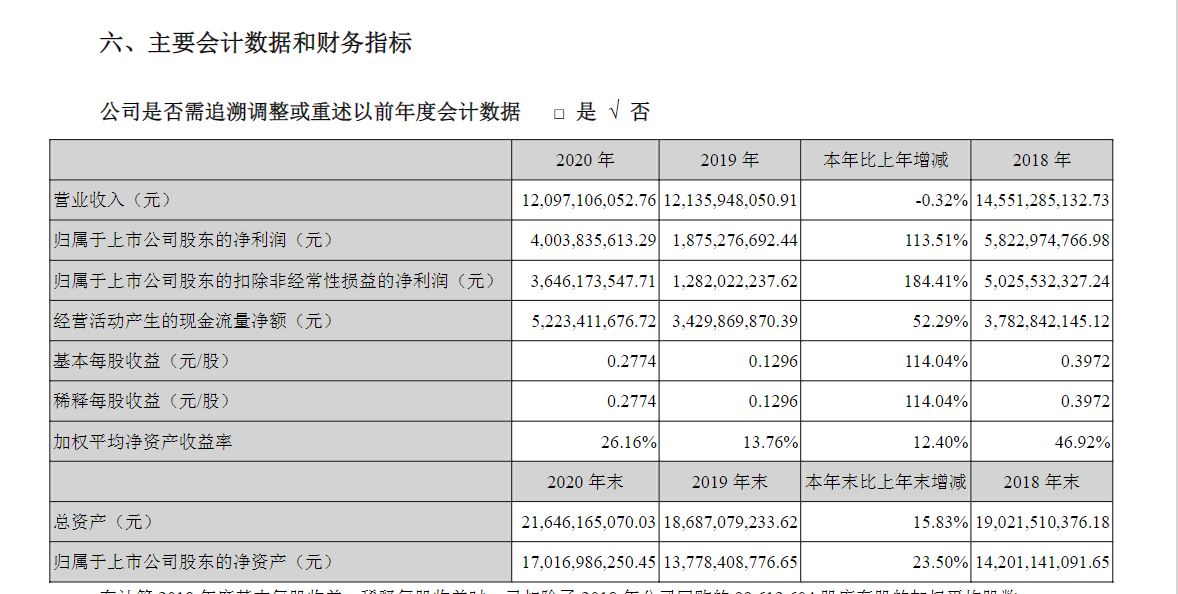 六、主要会计数据和财务指标
公司是否需追溯调整或重述以前年度会计数据 □ 是 √ 否
2020 年 2019 年 本年比上年增减 2018 年
营业收入（元） 12,097,106,052.76 12,135,948,050.91 -0.32% 14,551,285,132.73
归属于上市公司股东的净利润（元） 4,003,835,613.29 1,875,276,692.44 113.51% 5,822,974,766.98
归属于上市公司股东的扣除非经常性损益的净利润（元） 3,646,173,547.71 1,282,022,237.62 184.41% 5,025,532,327.24
经营活动产生的现金流量净额（元） 5,223,411,676.72 3,429,869,870.39 52.29% 3,782,842,145.12
基本每股收益（元/股） 0.2774 0.1296 114.04% 0.3972
稀释每股收益（元/股） 0.2774 0.1296 114.04% 0.3972
加权平均净资产收益率 26.16% 13.76% 12.40% 46.92%
2020 年末 2019 年末 本年末比上年末增减 2018 年末
总资产（元） 21,646,165,070.03 18,687,079,233.62 15.83% 19,021,510,376.18
归属于上市公司股东的净资产（元） 17,016,986,250.45 13,778,408,776.65 23.50% 14,201,141,091.65